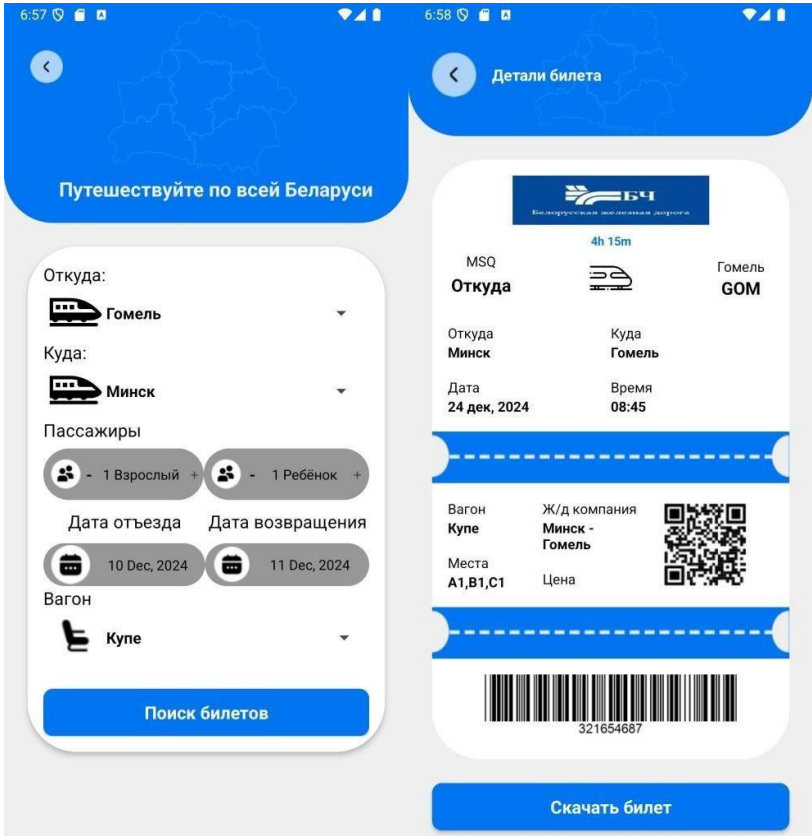 6:57
Путешествуйте по всей Беларуси
Откуда:
Гомель
Куда:
Минск
Пассажиры
- 1 Взрослый +
- 1 Ребёнок +
Дата отъезда Дата возвращения
10 Dec, 2024 11 Dec, 2024
Вагон
Купе
Поиск билетов
6:58
Детали билета
БЧ
Белорусская железная дорога
4h 15m
MSQ
Откуда
Гомель
GOM
Откуда Куда
Минск Гомель
Дата Время
24 дек, 2024 08:45
Вагон Ж/д компания
Купе Минск -
Гомель
Места
A1,B1,C1
Цена
321654687
Скачать билет